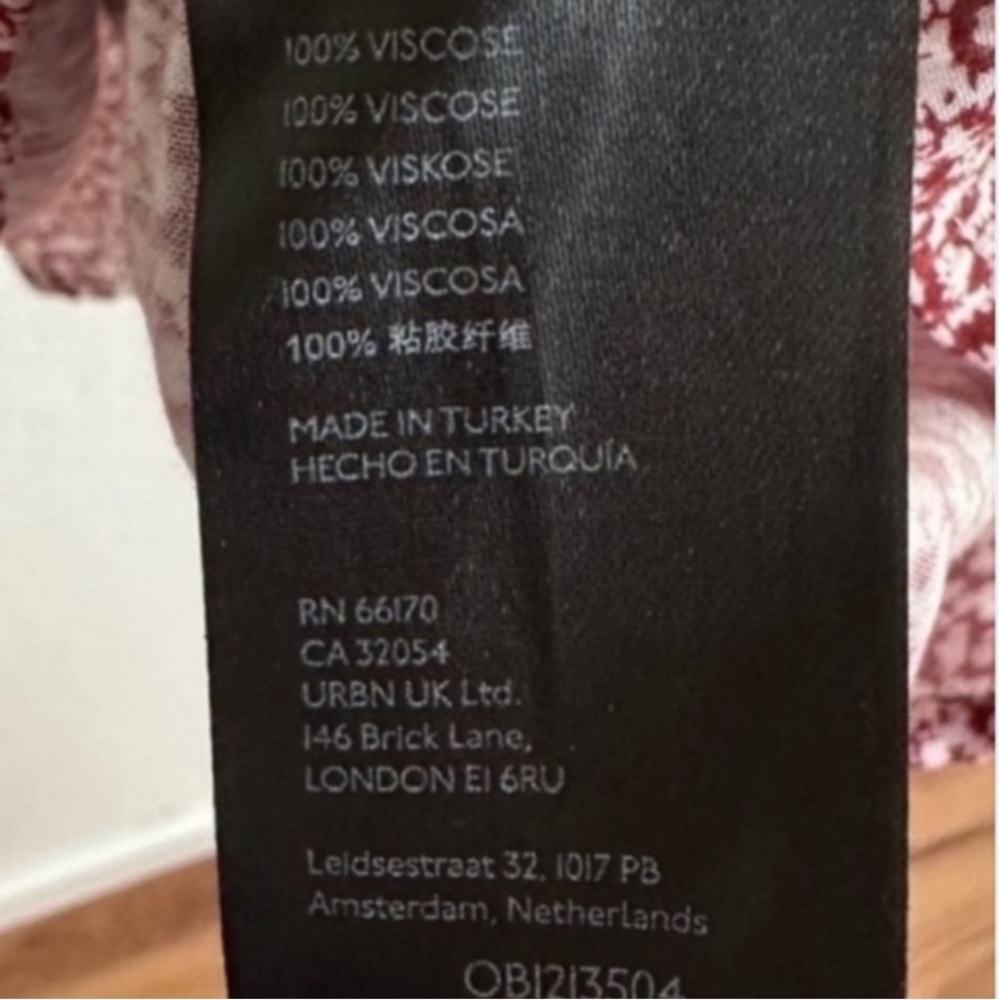 100% VISCOSE
100% VISCOSE
100% VISKOSE
100% VISCOSA
100% VISCOSA
100% 粘胶纤维
MADE IN TURKEY
HECHO EN TURQUÍA
RN 66170
CA 32054
URBN UK Ltd.
146 Brick Lane,
LONDON E1 6RU
Leidsestraat 32, 1017 PB
Amsterdam, Netherlands
OB1213504